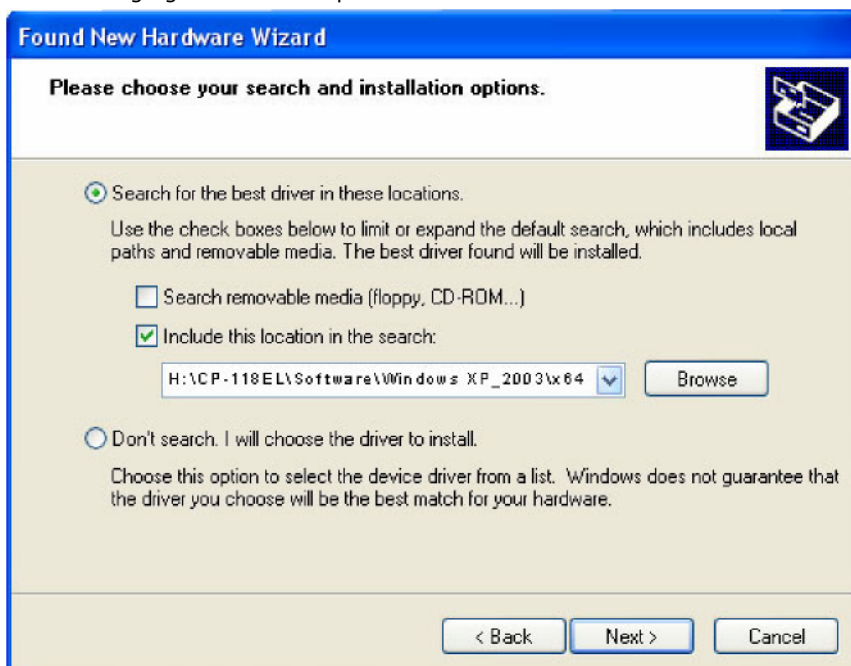 Found New Hardware Wizard
Please choose your search and installation options.
Search for the best driver in these locations.
Use the check boxes below to limit or expand the default search, which includes local
paths and removable media. The best driver found will be installed.
Search removable media (floppy, CD-ROM...)
Include this location in the search:
H:\CP-118EL\Software\Windows XP_2003\x64
Browse
Don't search. I will choose the driver to install.
Choose this option to select the device driver from a list. Windows does not guarantee that
the driver you choose will be the best match for your hardware.
< Back Next > Cancel